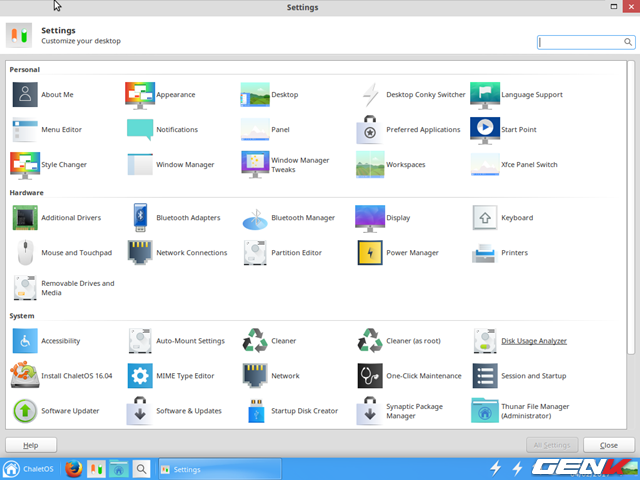 Settings
Settings
Customize your desktop
Personal
About Me
Appearance
Desktop
Desktop Conky Switcher
Language Support
Menu Editor
Notifications
Panel
Preferred Applications
Start Point
Style Changer
Window Manager
Window Manager
Tweaks
Workspaces
Xfce Panel Switch
Hardware
Additional Drivers
Bluetooth Adapters
Bluetooth Manager
Display
Keyboard
Mouse and Touchpad
Network Connections
Partition Editor
Power Manager
Printers
Removable Drives and
Media
System
Accessibility
Auto-Mount Settings
Cleaner
Cleaner (as root)
Disk Usage Analyzer
Install ChaletOS 16.04
MIME Type Editor
Network
One-Click Maintenance
Session and Startup
Software Updater
Software & Updates
Startup Disk Creator
Synaptic Package
Manager
Thunar File Manager
(Administrator)
Help
All Settings
Close
ChaletOS
Settings
GENK